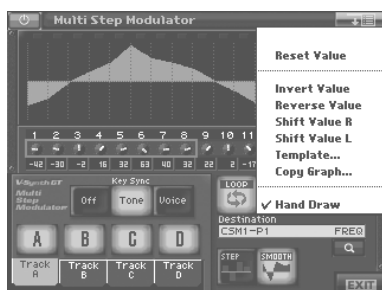 Multi Step Modulator
Reset Value
Invert Value
Reverse Value
Shift Value R
Shift Value L
Template...
Copy Graph...
✓ Hand Draw
1 2 3 4 5 6 7 8 9 10 11
-42 -30 -2 16 32 63 40 32 22 2 -17
V-Synth GT
Multi
Step
Modulator
Key Sync
Off Tone Voice
LOOP
A B C D
Destination
CSM1-P1 FREQ
STEP SMOOTH
Track A
Track B
Track C
Track D
EXIT